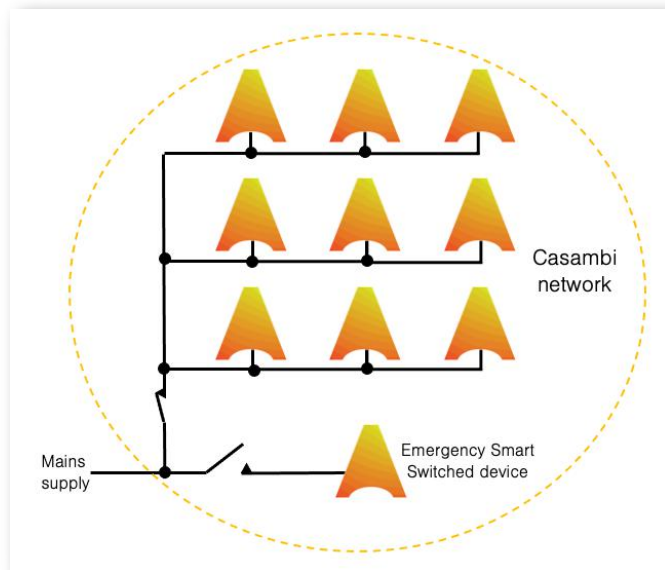 Casambi
network
Mains
supply
Emergency Smart
Switched device